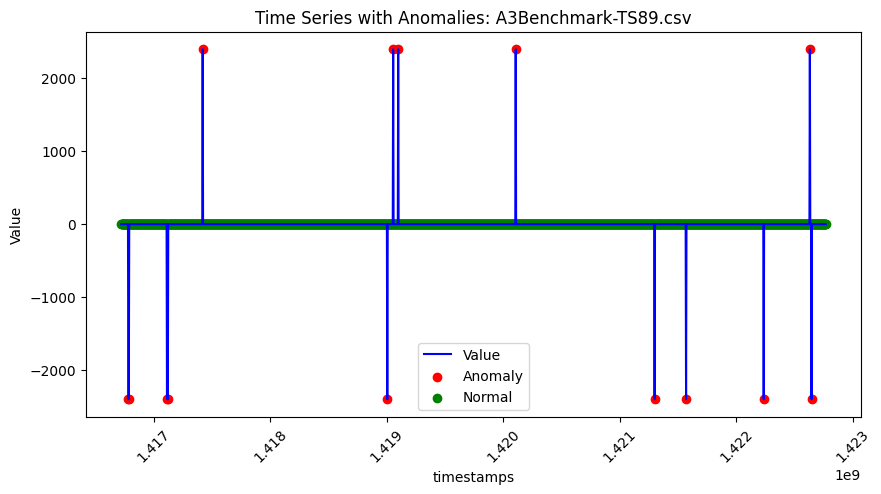 Time Series with Anomalies: A3Benchmark-TS89.csv
Value
2000
1000
0
−1000
−2000
Value
Anomaly
Normal
1.417
1.418
1.419
1.420
1.421
1.422
1.423
1e9
timestamps